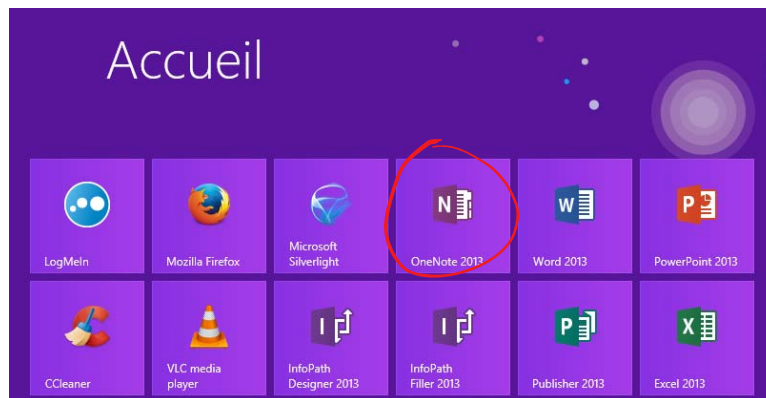 Accueil
LogMeIn
Mozilla Firefox
Microsoft
Silverlight
N
OneNote 2013
W
Word 2013
P
PowerPoint 2013
CCleaner
VLC media
player
I
InfoPath
Designer 2013
I
InfoPath
Filler 2013
P
Publisher 2013
X
Excel 2013